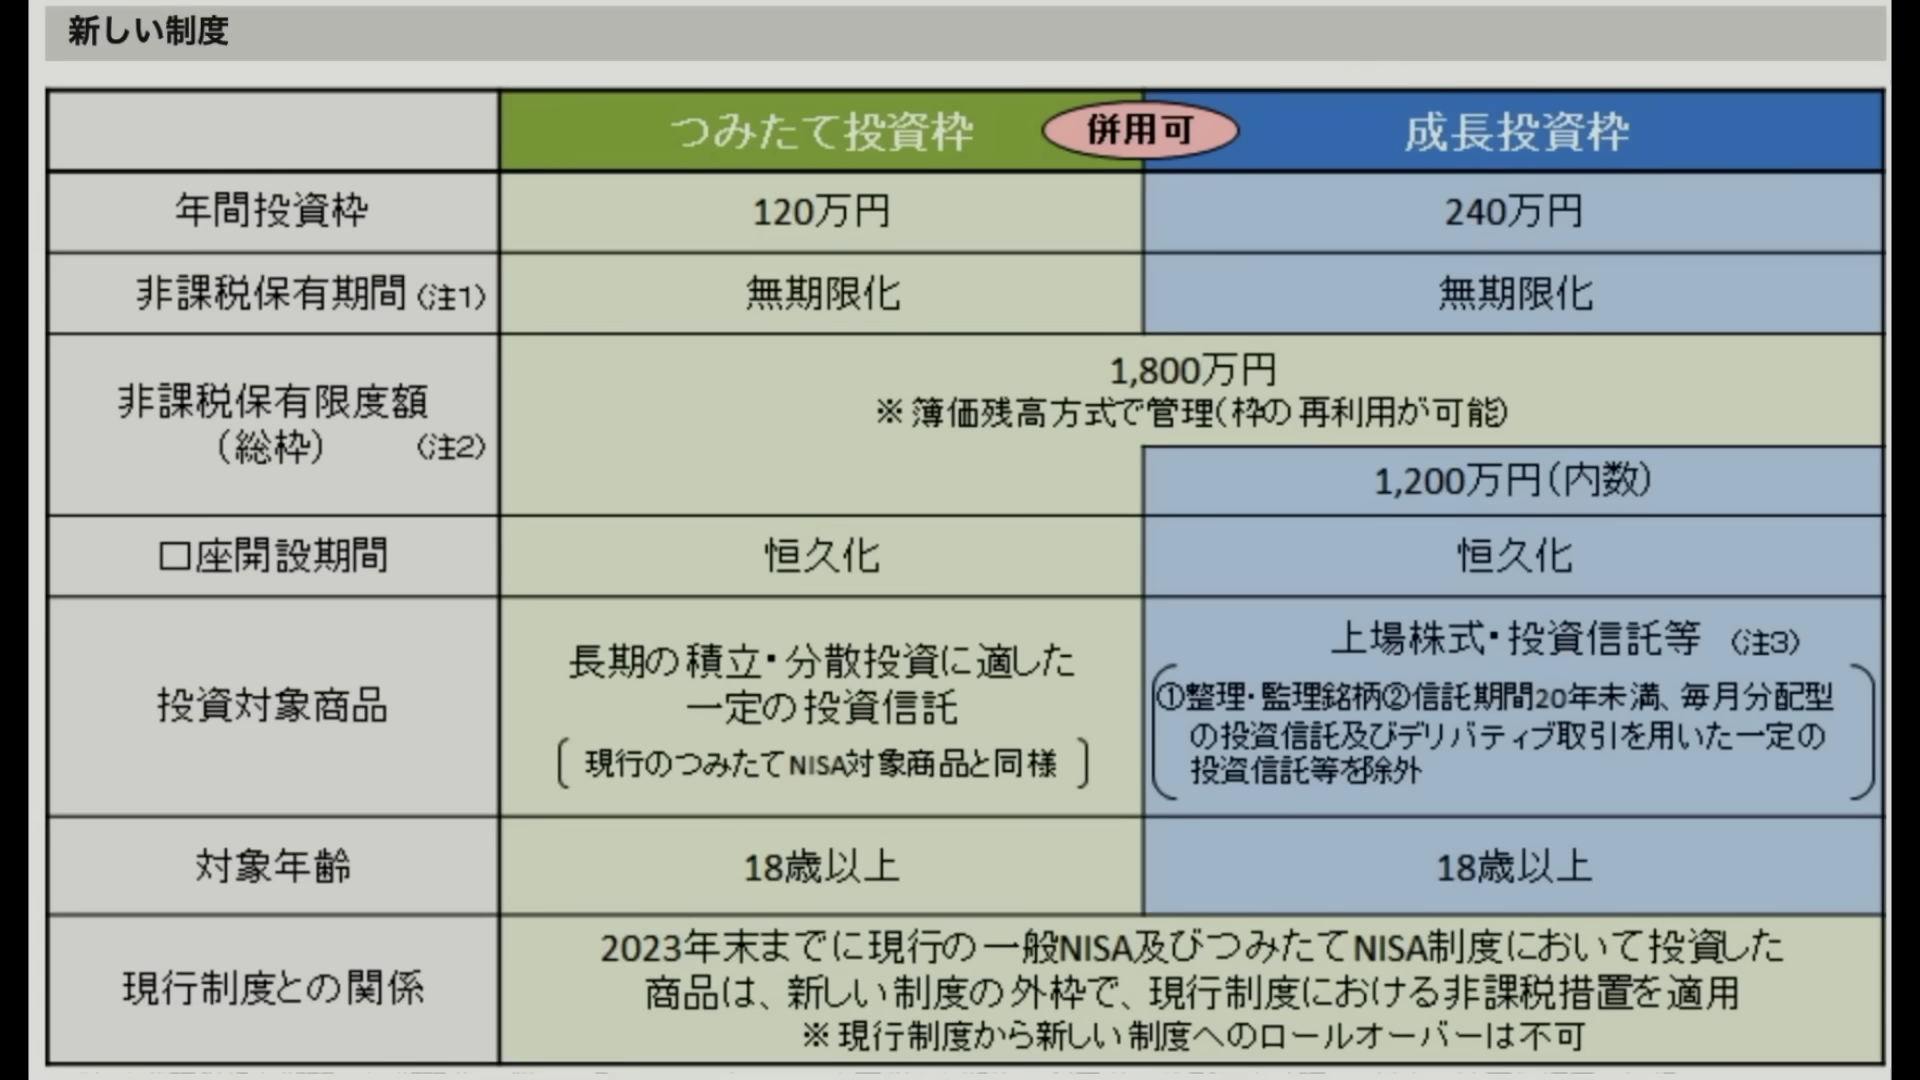 新しい制度
つみたて投資枠
併用可
成長投資枠
年間投資枠
120万円
240万円
非課税保有期間(注1)
無期限化
無期限化
非課税保有限度額
(総枠) (注2)
1,800万円
※簿価残高方式で管理(枠の再利用が可能)
1,200万円(内数)
口座開設期間
恒久化
恒久化
投資対象商品
長期の積立・分散投資に適した
一定の投資信託
〔現行のつみたてNISA対象商品と同様〕
上場株式・投資信託等 (注3)
①整理・監理銘柄②信託期間20年未満、毎月分配型
の投資信託及びデリバティブ取引を用いた一定の
投資信託等を除外
対象年齢
18歳以上
18歳以上
現行制度との関係
2023年末までに現行の一般NISA及びつみたてNISA制度において投資した
商品は、新しい制度の外枠で、現行制度における非課税措置を適用
※現行制度から新しい制度へのロールオーバーは不可